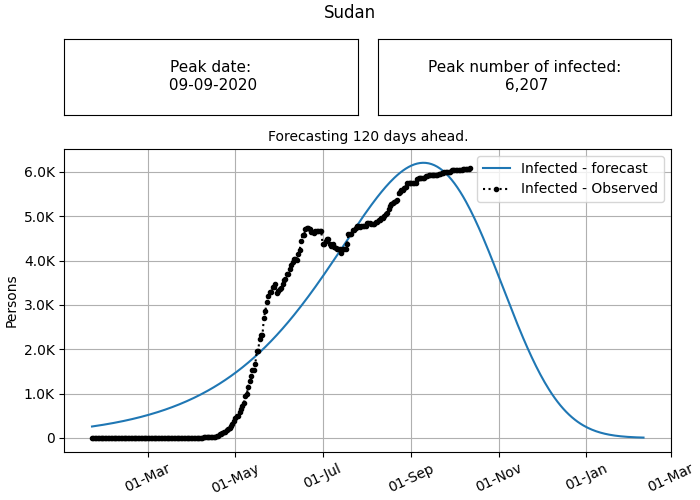 Sudan
Peak date:
09-09-2020
Peak number of infected:
6,207
Forecasting 120 days ahead.
Infected - forecast
Infected - Observed
Persons
6.0K
5.0K
4.0K
3.0K
2.0K
1.0K
0
01-Mar
01-May
01-Jul
01-Sep
01-Nov
01-Jan
01-Mar